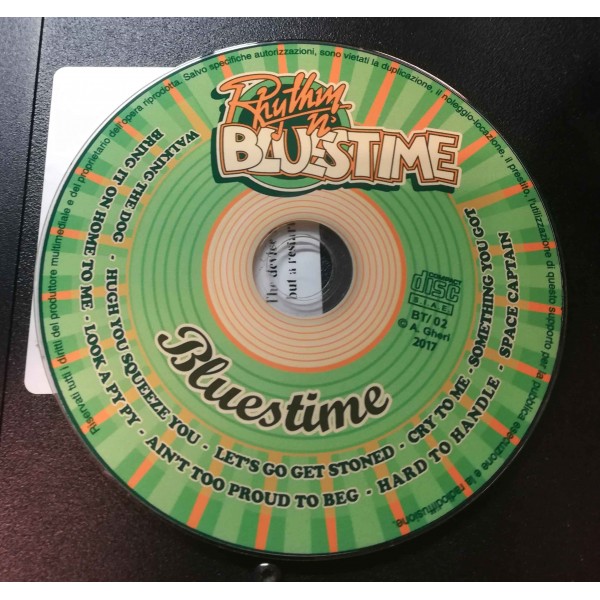 Riservati tutti i diritti del produttore multimediale e del proprietario dell'opera riprodotta. Salvo specifiche autorizzazioni, sono vietati la duplicazione, il noleggio-locazione, il prestito, l'utilizzazione di questo supporto per la pubblica esecuzione e la radiodiffusione.
Rhythm
n'
BLUESTIME
WALKING THE DOG - HUGH YOU SQUEEZE YOU - LET'S GO GET STONED - CRY TO ME - SOMETHING YOU GOT
BRING IT ON HOME TO ME - LOOK A PY PY - AIN'T TOO PROUD TO BEG - HARD TO HANDLE - SPACE CAPTAIN
The device
but a restart
COMPACT
disc
S.I.A.E.
BT/ 02
© A. Gheri
2017
Bluestime